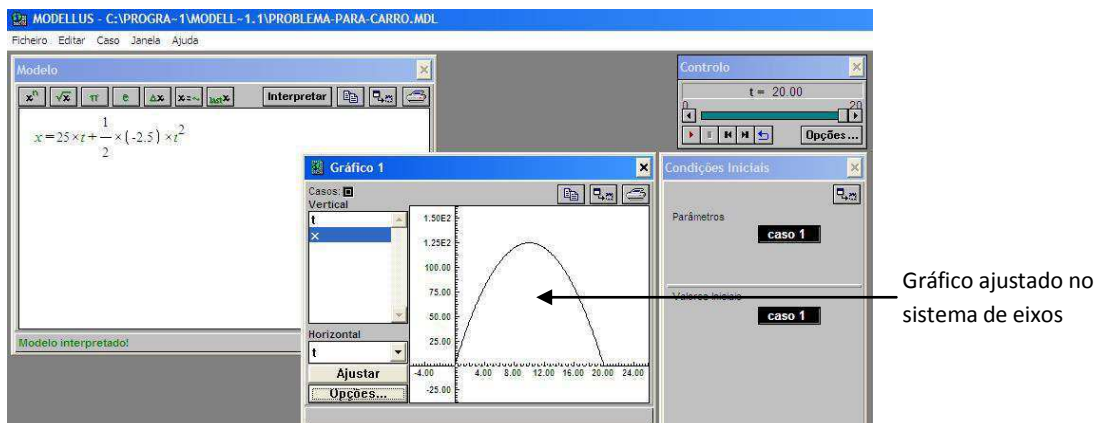 MODELLUS - C:\PROGRA~1\MODELL~1.1\PROBLEMA-PARA-CARRO.MDL
Ficheiro Editar Caso Janela Ajuda
Modelo
xⁿ √x π e Δx x=~ last x Interpretar
x=25×t+1/2×(-2.5)×t²
Modelo interpretado!
Gráfico 1
Casos:
Vertical
t
x
Horizontal
t
Ajustar
Opções...
1.50E2
1.25E2
100.00
75.00
50.00
25.00
-4.00 4.00 8.00 12.00 16.00 20.00 24.00
-25.00
Controlo
t = 20.00
0 20
Opções...
Condições Iniciais
Parâmetros
caso 1
Valores Iniciais
caso 1
Gráfico ajustado no
sistema de eixos